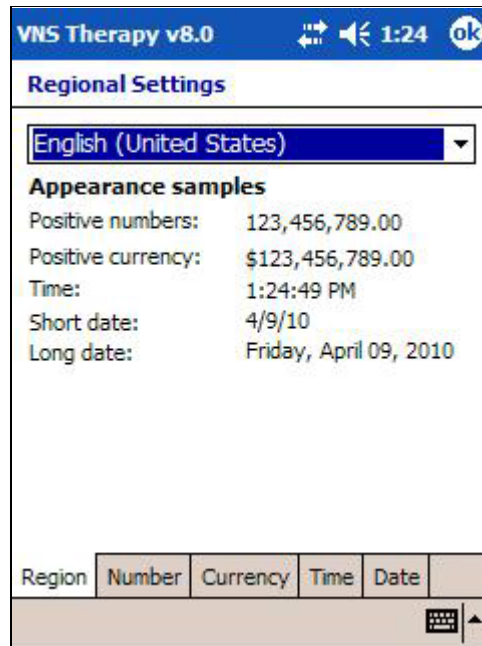 VNS Therapy v8.0 1:24 ok
Regional Settings
English (United States)
Appearance samples
Positive numbers: 123,456,789.00
Positive currency: $123,456,789.00
Time: 1:24:49 PM
Short date: 4/9/10
Long date: Friday, April 09, 2010
Region Number Currency Time Date